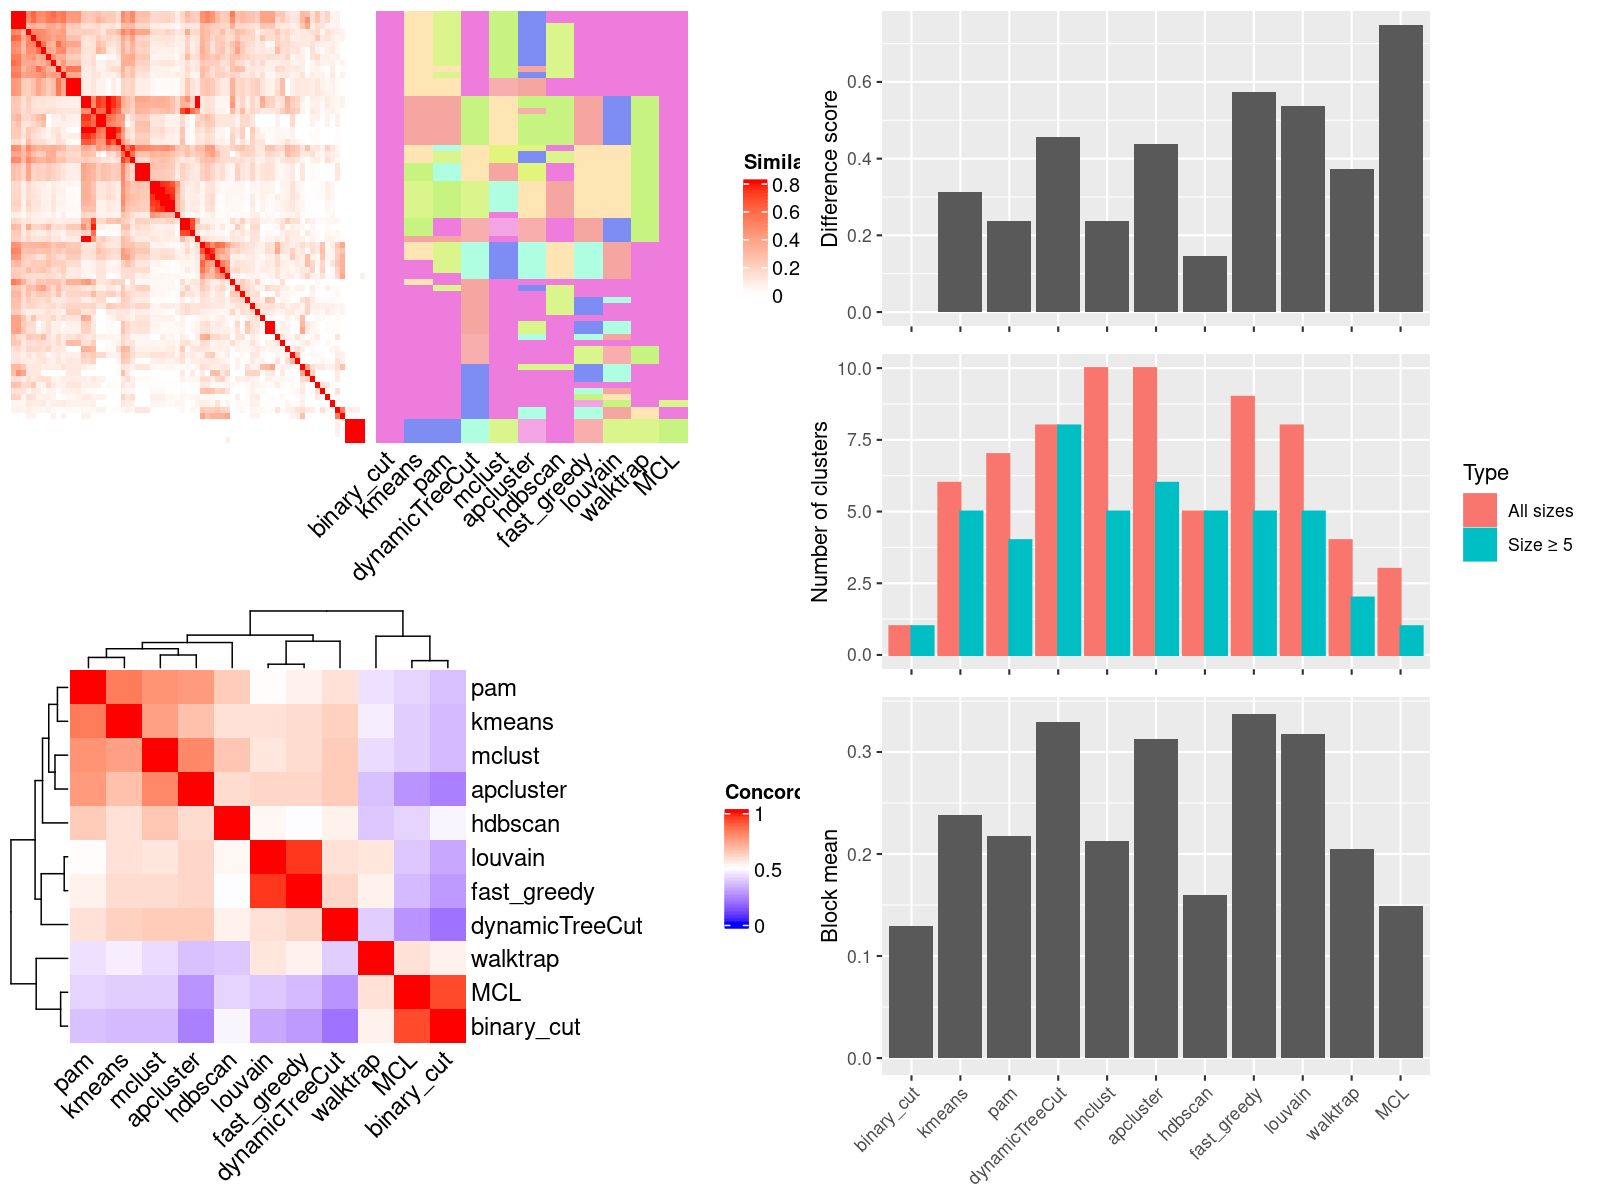 Simila
0.8
0.6
0.4
0.2
0
binary_cut
kmeans
pam
dynamicTreeCut
mclust
apcluster
hdbscan
fast_greedy
louvain
walktrap
MCL
Difference score
0.6
0.4
0.2
0.0
Number of clusters
10.0
7.5
5.0
2.5
0.0
Type
All sizes
Size ≥ 5
pam
kmeans
mclust
apcluster
hdbscan
louvain
fast_greedy
dynamicTreeCut
walktrap
MCL
binary_cut
pam
kmeans
mclust
apcluster
hdbscan
louvain
fast_greedy
dynamicTreeCut
walktrap
MCL
binary_cut
Concord
1
0.5
0
Block mean
0.3
0.2
0.1
0.0
binary_cut
kmeans
pam
dynamicTreeCut
mclust
apcluster
hdbscan
fast_greedy
louvain
walktrap
MCL